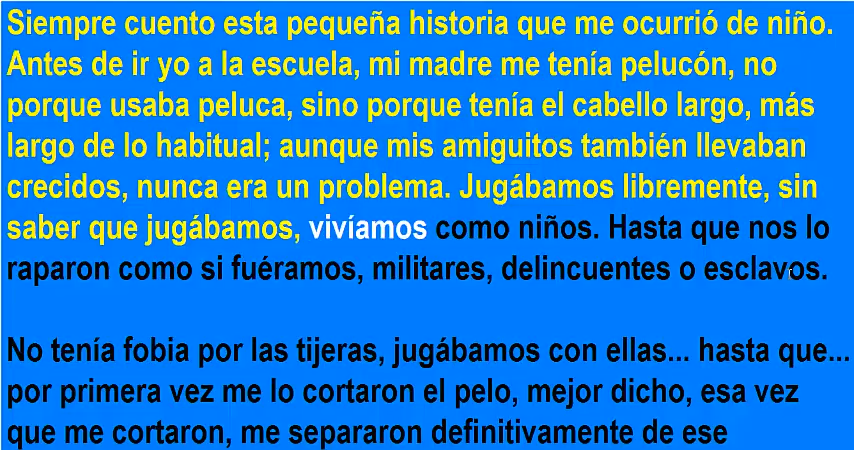 Siempre cuento esta pequeña historia que me ocurrió de niño.
Antes de ir yo a la escuela, mi madre me tenía pelucón, no
porque usaba peluca, sino porque tenía el cabello largo, más
largo de lo habitual; aunque mis amiguitos también llevaban
crecidos, nunca era un problema. Jugábamos libremente, sin
saber que jugábamos, vivíamos como niños. Hasta que nos lo
raparon como si fuéramos, militares, delincuentes o esclavos.
No tenía fobia por las tijeras, jugábamos con ellas... hasta que...
por primera vez me lo cortaron el pelo, mejor dicho, esa vez
que me cortaron, me separaron definitivamente de ese